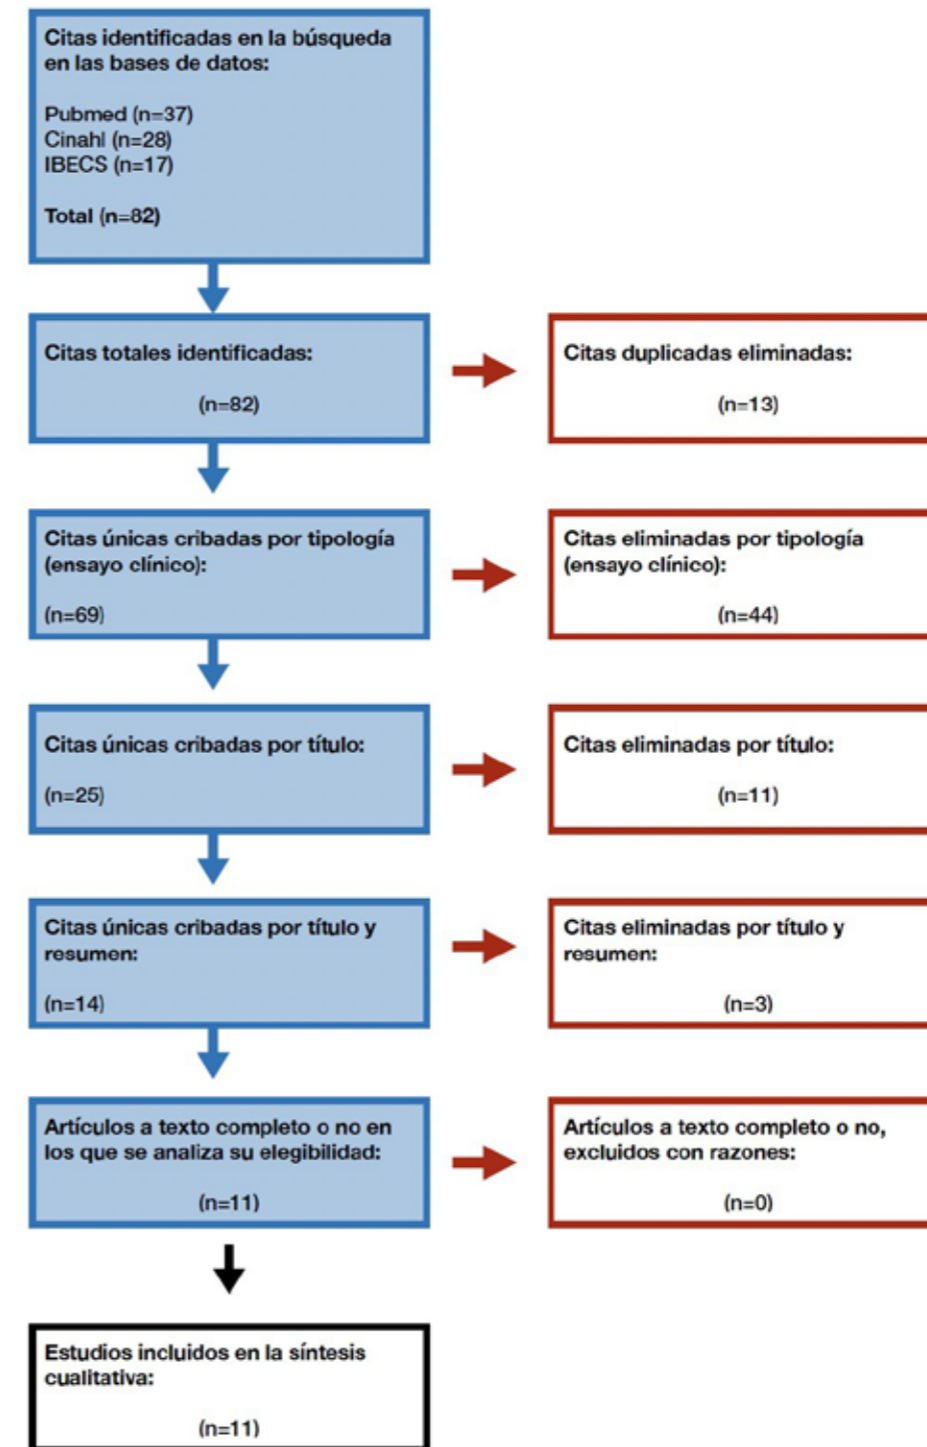 Citas identificadas en la búsqueda
en las bases de datos:
Pubmed (n=37)
Cinahl (n=28)
IBECS (n=17)
Total (n=82)
Citas totales identificadas:
(n=82)
Citas duplicadas eliminadas:
(n=13)
Citas únicas cribadas por tipología
(ensayo clínico):
(n=69)
Citas eliminadas por tipología
(ensayo clínico):
(n=44)
Citas únicas cribadas por título:
(n=25)
Citas eliminadas por título:
(n=11)
Citas únicas cribadas por título y
resumen:
(n=14)
Citas eliminadas por título y
resumen:
(n=3)
Artículos a texto completo o no en
los que se analiza su elegibilidad:
(n=11)
Artículos a texto completo o no,
excluidos con razones:
(n=0)
Estudios incluidos en la síntesis
cualitativa:
(n=11)